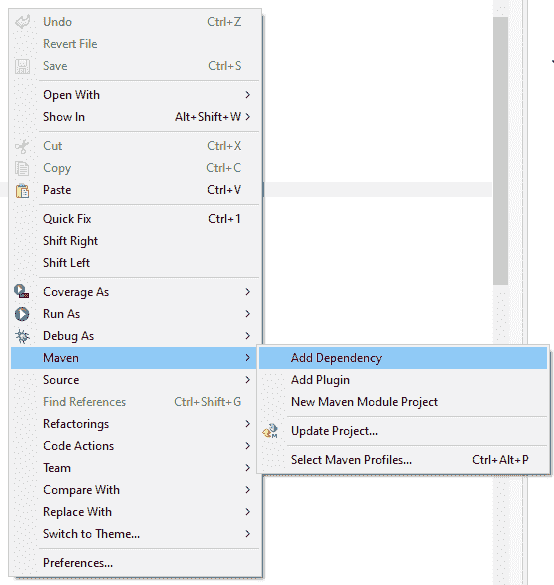 Undo Ctrl+Z
Revert File
Save Ctrl+S
Open With
Show In Alt+Shift+W
Cut Ctrl+X
Copy Ctrl+C
Paste Ctrl+V
Quick Fix Ctrl+1
Shift Right
Shift Left
Coverage As
Run As
Debug As
Maven
Source
Find References Ctrl+Shift+G
Refactorings
Code Actions
Team
Compare With
Replace With
Switch to Theme...
Preferences...
Add Dependency
Add Plugin
New Maven Module Project
Update Project...
Select Maven Profiles... Ctrl+Alt+P